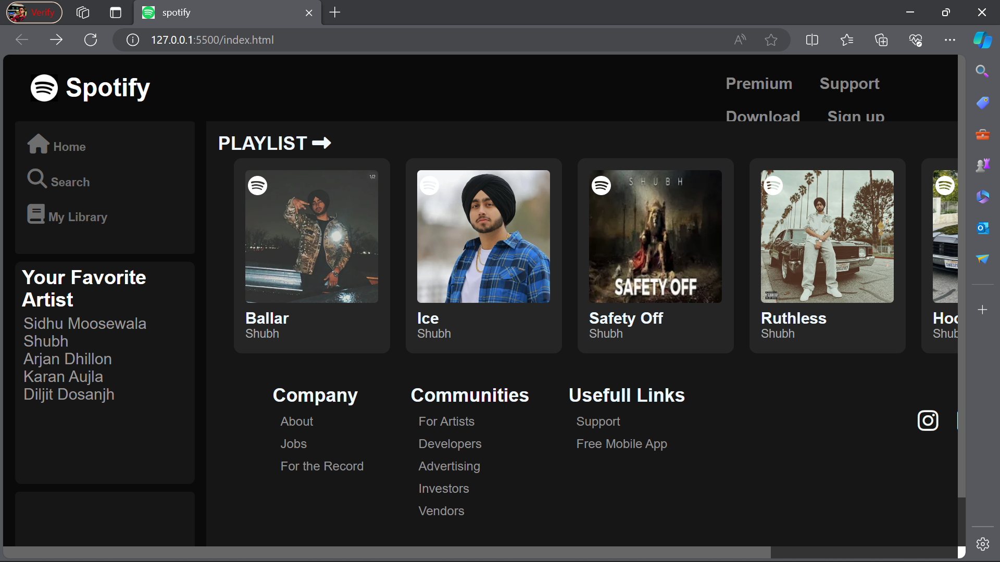 Verify
spotify
127.0.0.1:5500/index.html
Spotify
Premium Support
Download Sign up
Home
Search
My Library
Your Favorite
Artist
Sidhu Moosewala
Shubh
Arjan Dhillon
Karan Aujla
Diljit Dosanjh
PLAYLIST
1/2
Ballar
Shubh
Ice
Shubh
SHUBH
SAFETY OFF
Safety Off
Shubh
Ruthless
Shubh
Company
About
Jobs
For the Record
Communities
For Artists
Developers
Advertising
Investors
Vendors
Usefull Links
Support
Free Mobile App